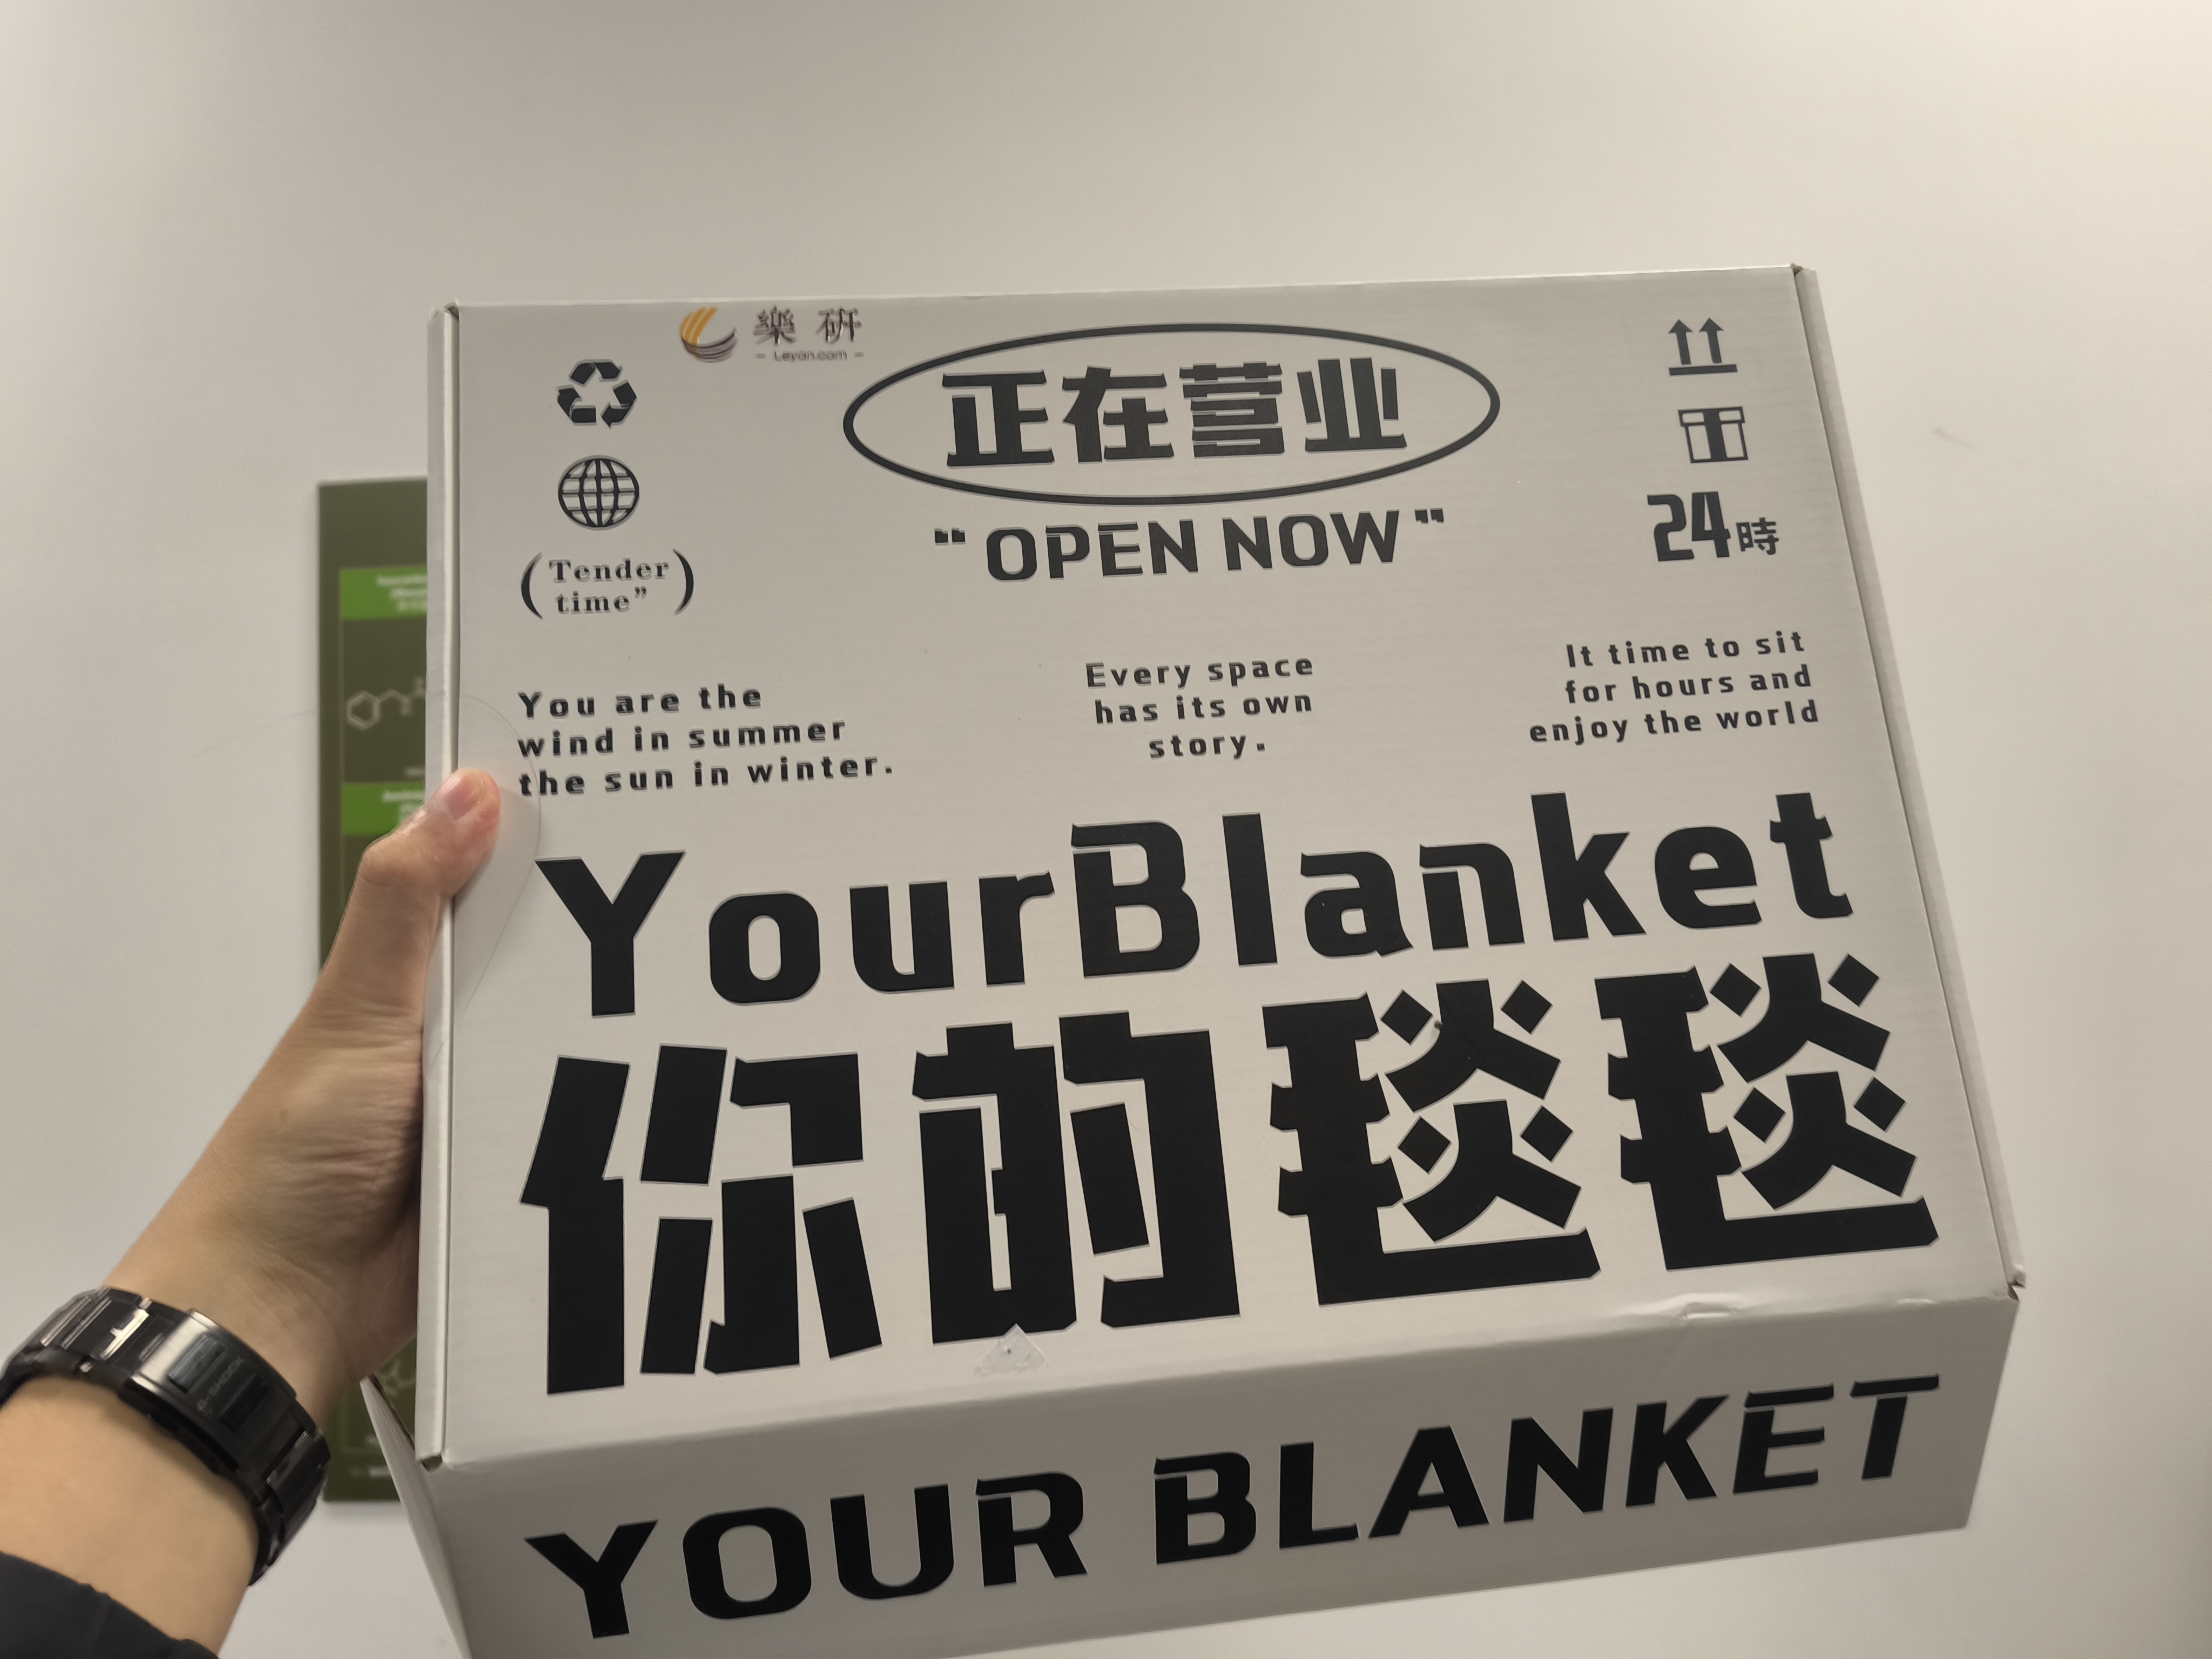 樂 研
- Leyan.com -
正在营业
"OPEN NOW"
24時
(Tender
time")
You are the
wind in summer
the sun in winter.
Every space
has its own
story.
It time to sit
for hours and
enjoy the world
YourBlanket
你的毯毯
YOUR BLANKET
G-SHOCK